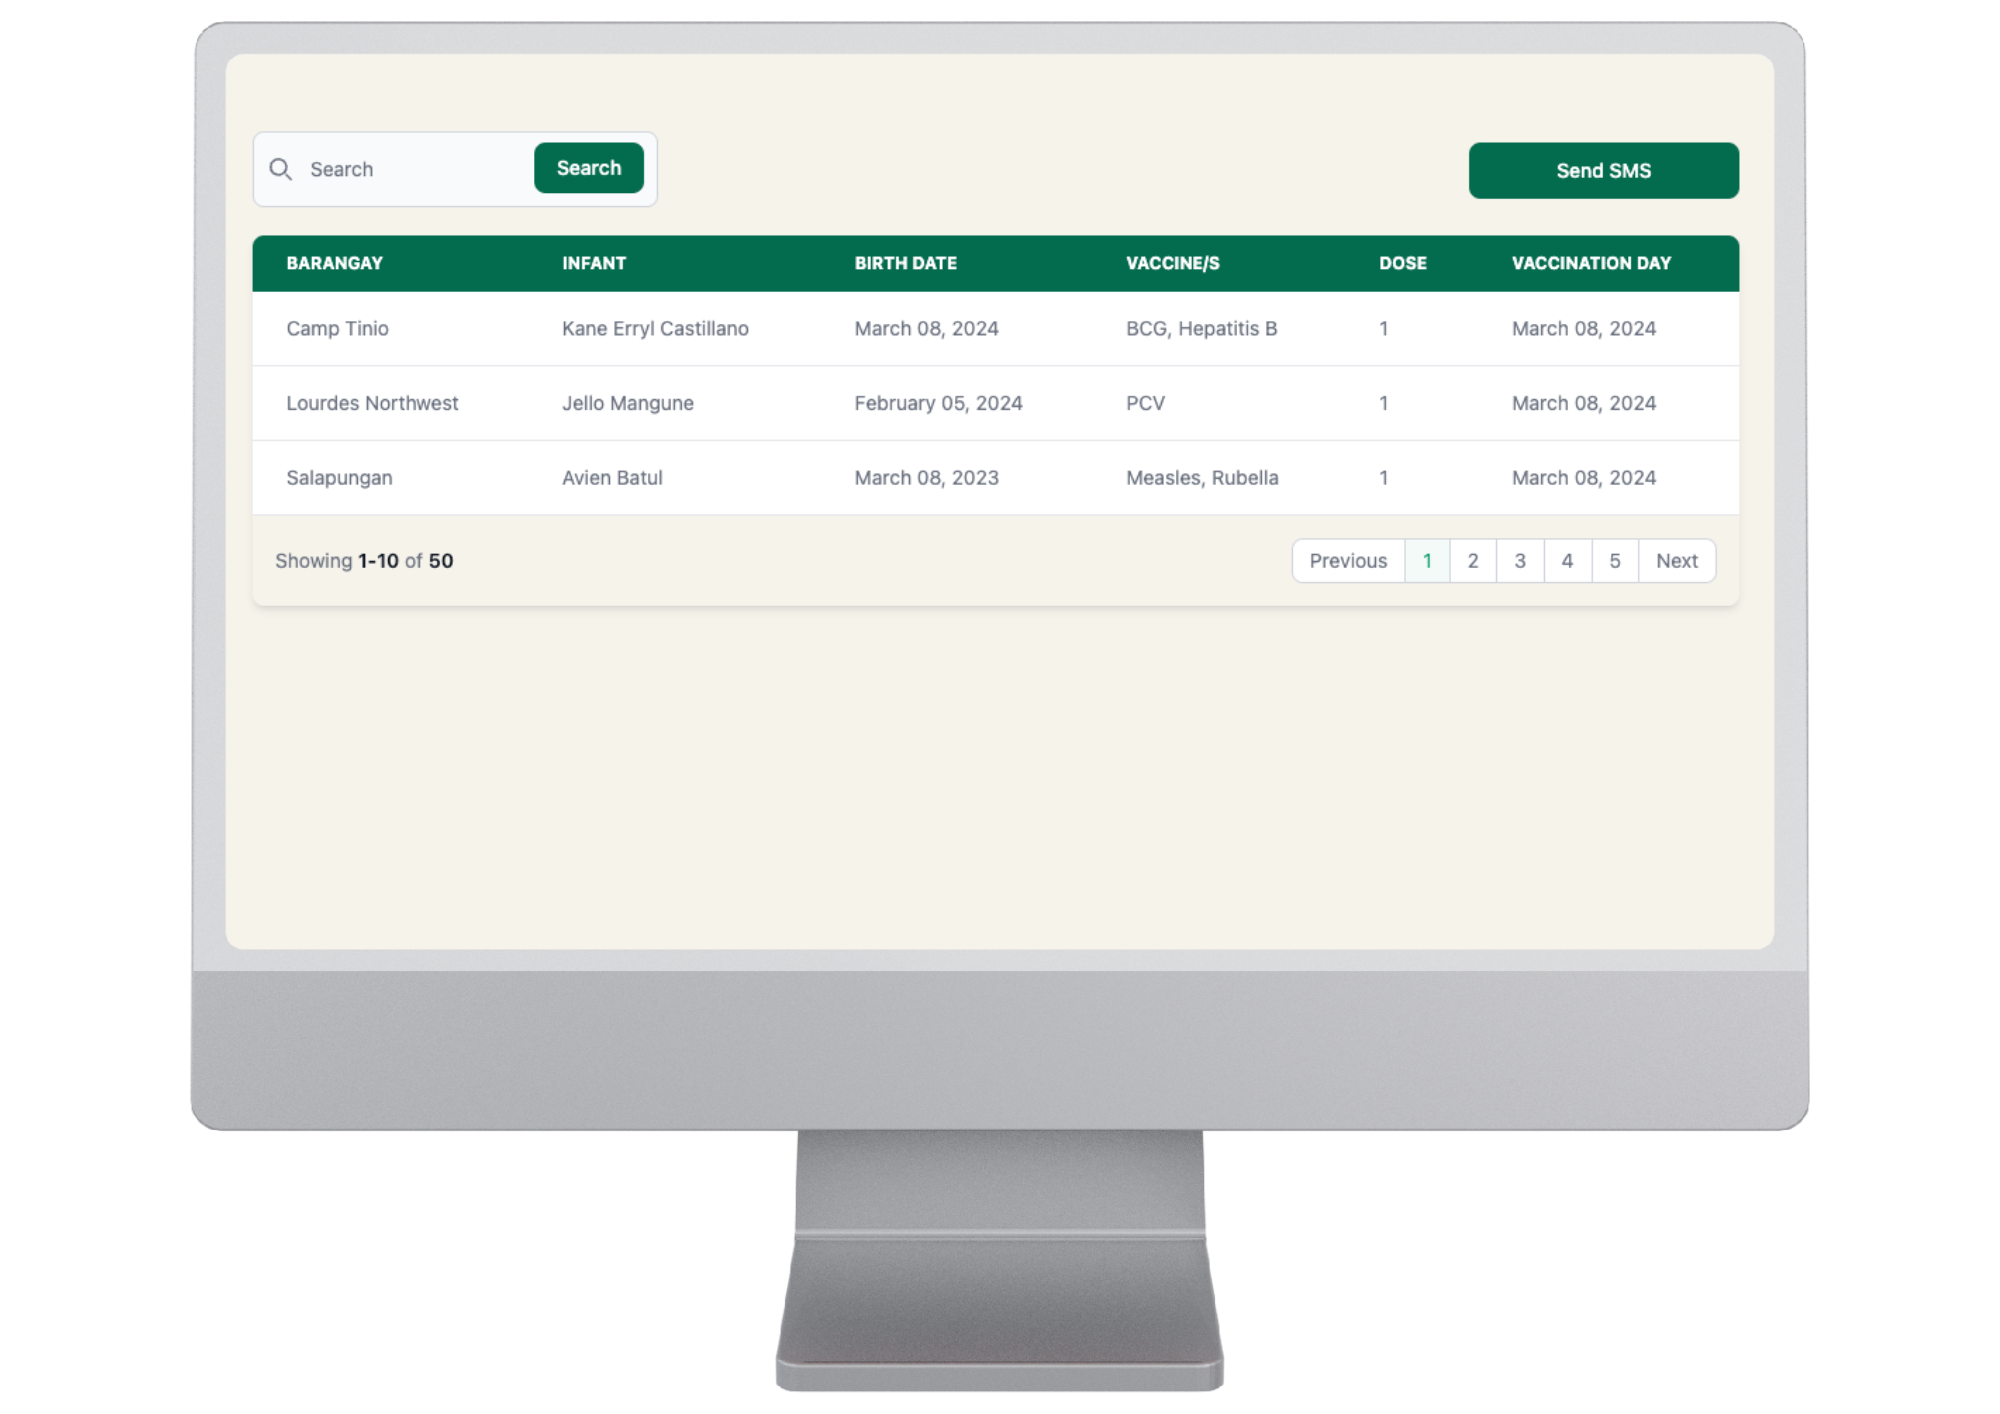 Search Search Send SMS
BARANGAY INFANT BIRTH DATE VACCINE/S DOSE VACCINATION DAY
Camp Tinio Kane Erryl Castillano March 08, 2024 BCG, Hepatitis B 1 March 08, 2024
Lourdes Northwest Jello Mangune February 05, 2024 PCV 1 March 08, 2024
Salapungan Avien Batul March 08, 2023 Measles, Rubella 1 March 08, 2024
Showing 1-10 of 50 Previous 1 2 3 4 5 Next